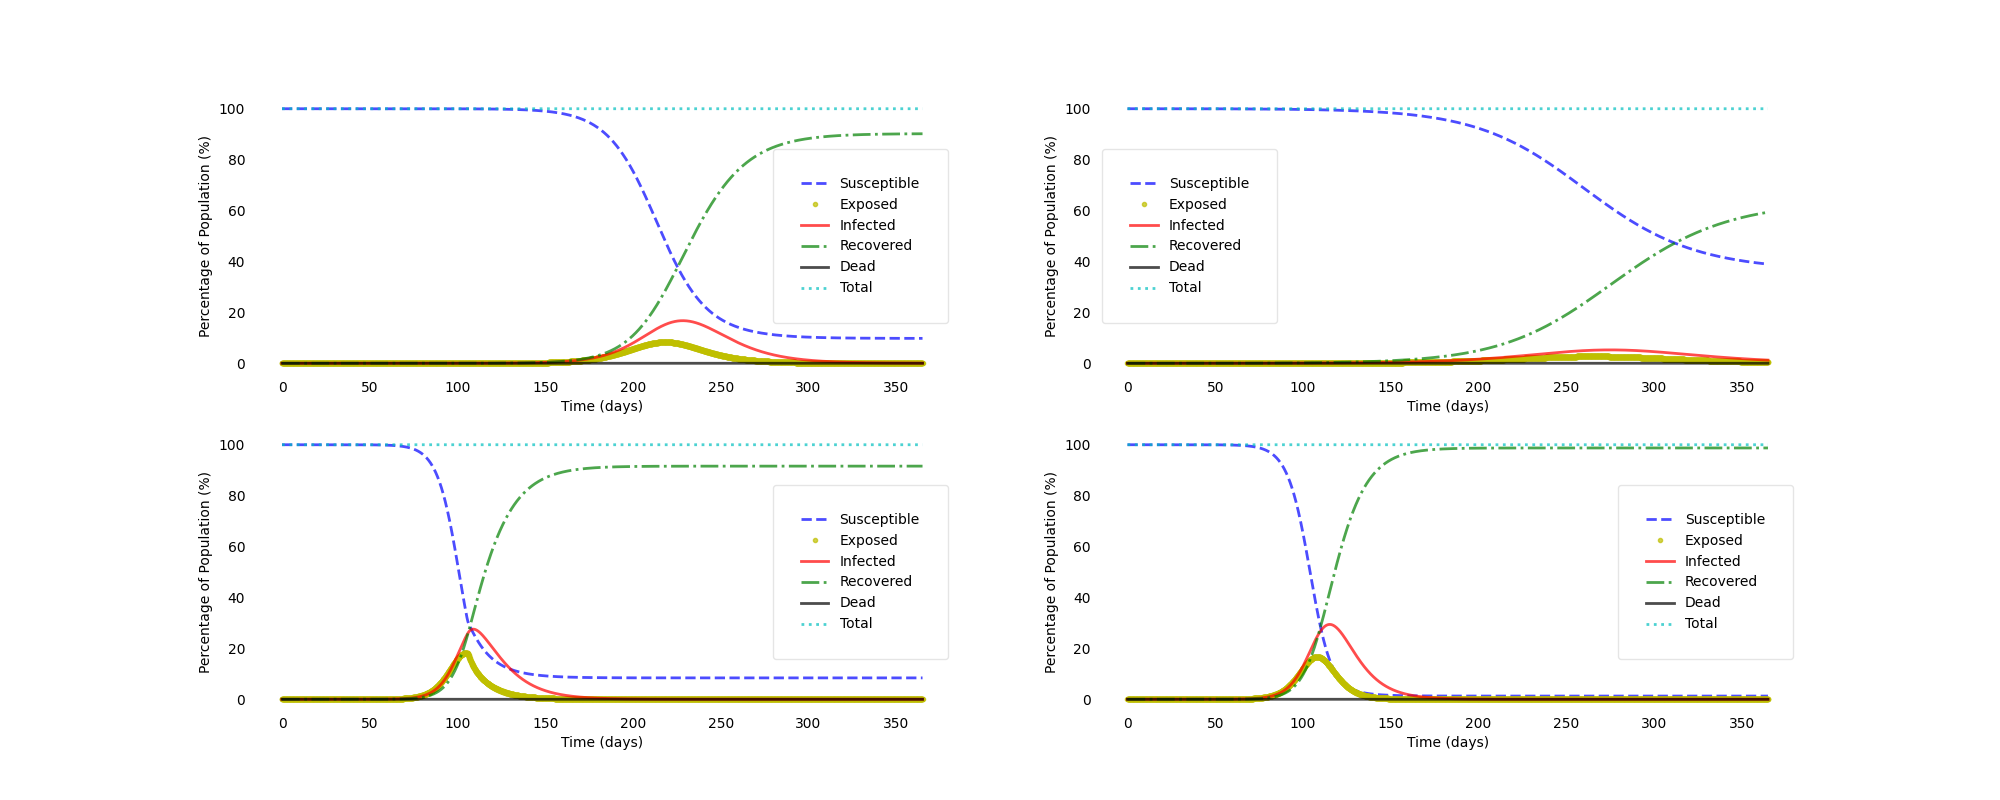 Percentage of Population (%)
100
80
60
40
20
0
Susceptible
Exposed
Infected
Recovered
Dead
Total
0 50 100 150 200 250 300 350
Time (days)
Percentage of Population (%)
100
80
60
40
20
0
Susceptible
Exposed
Infected
Recovered
Dead
Total
0 50 100 150 200 250 300 350
Time (days)
Percentage of Population (%)
100
80
60
40
20
0
Susceptible
Exposed
Infected
Recovered
Dead
Total
0 50 100 150 200 250 300 350
Time (days)
Percentage of Population (%)
100
80
60
40
20
0
Susceptible
Exposed
Infected
Recovered
Dead
Total
0 50 100 150 200 250 300 350
Time (days)